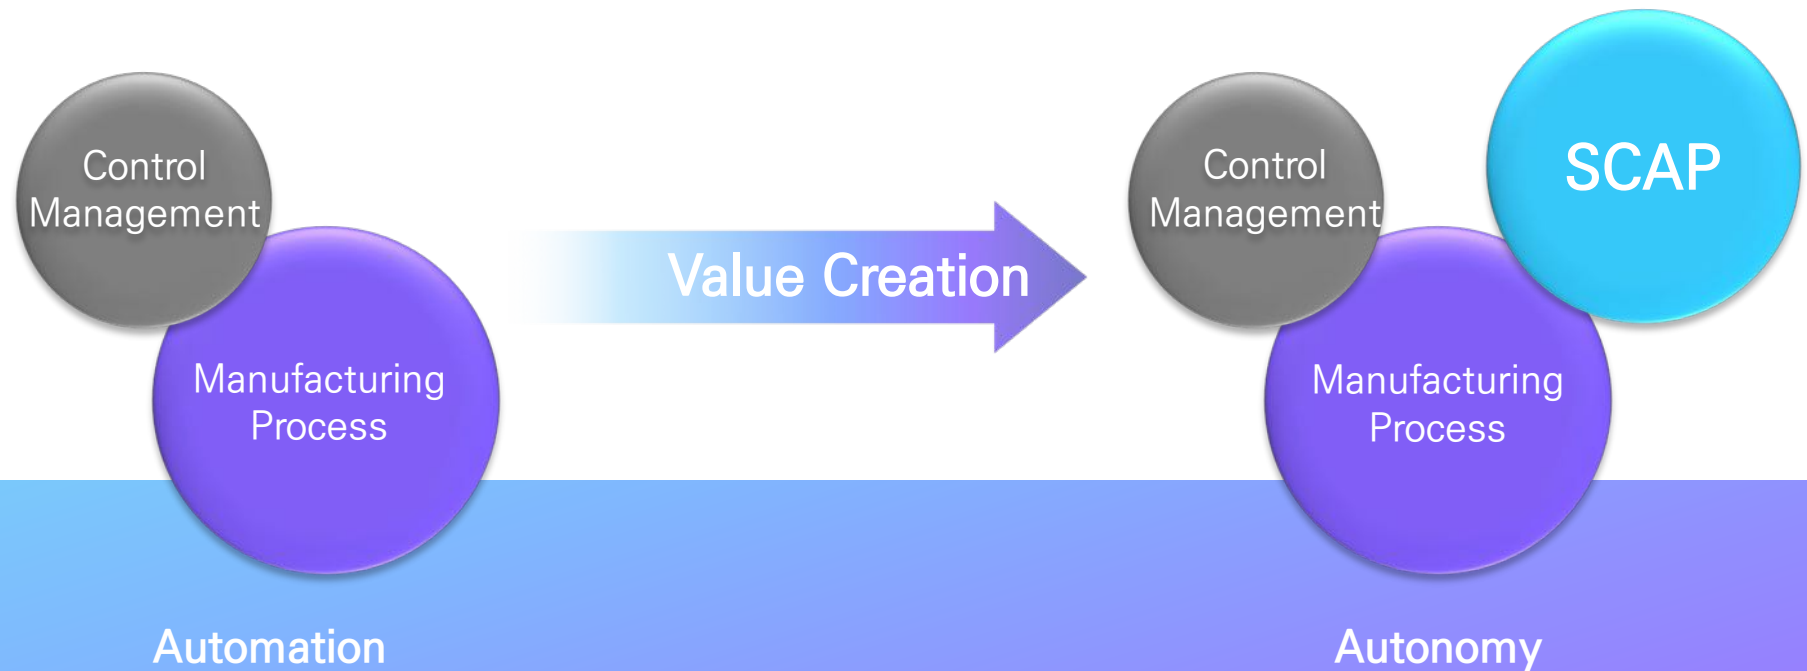 Control
Management
Manufacturing
Process
Value Creation
Control
Management
SCAP
Manufacturing
Process
Automation
Autonomy